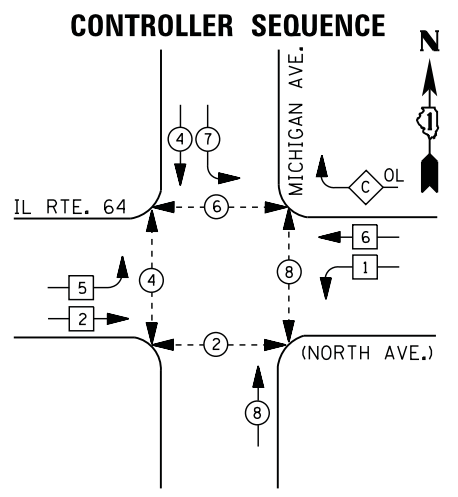 CONTROLLER SEQUENCE
N
MICHIGAN AVE.
1
4 7
C OL
IL RTE. 64
6
6
5
4
8
1
2
2
(NORTH AVE.)
8